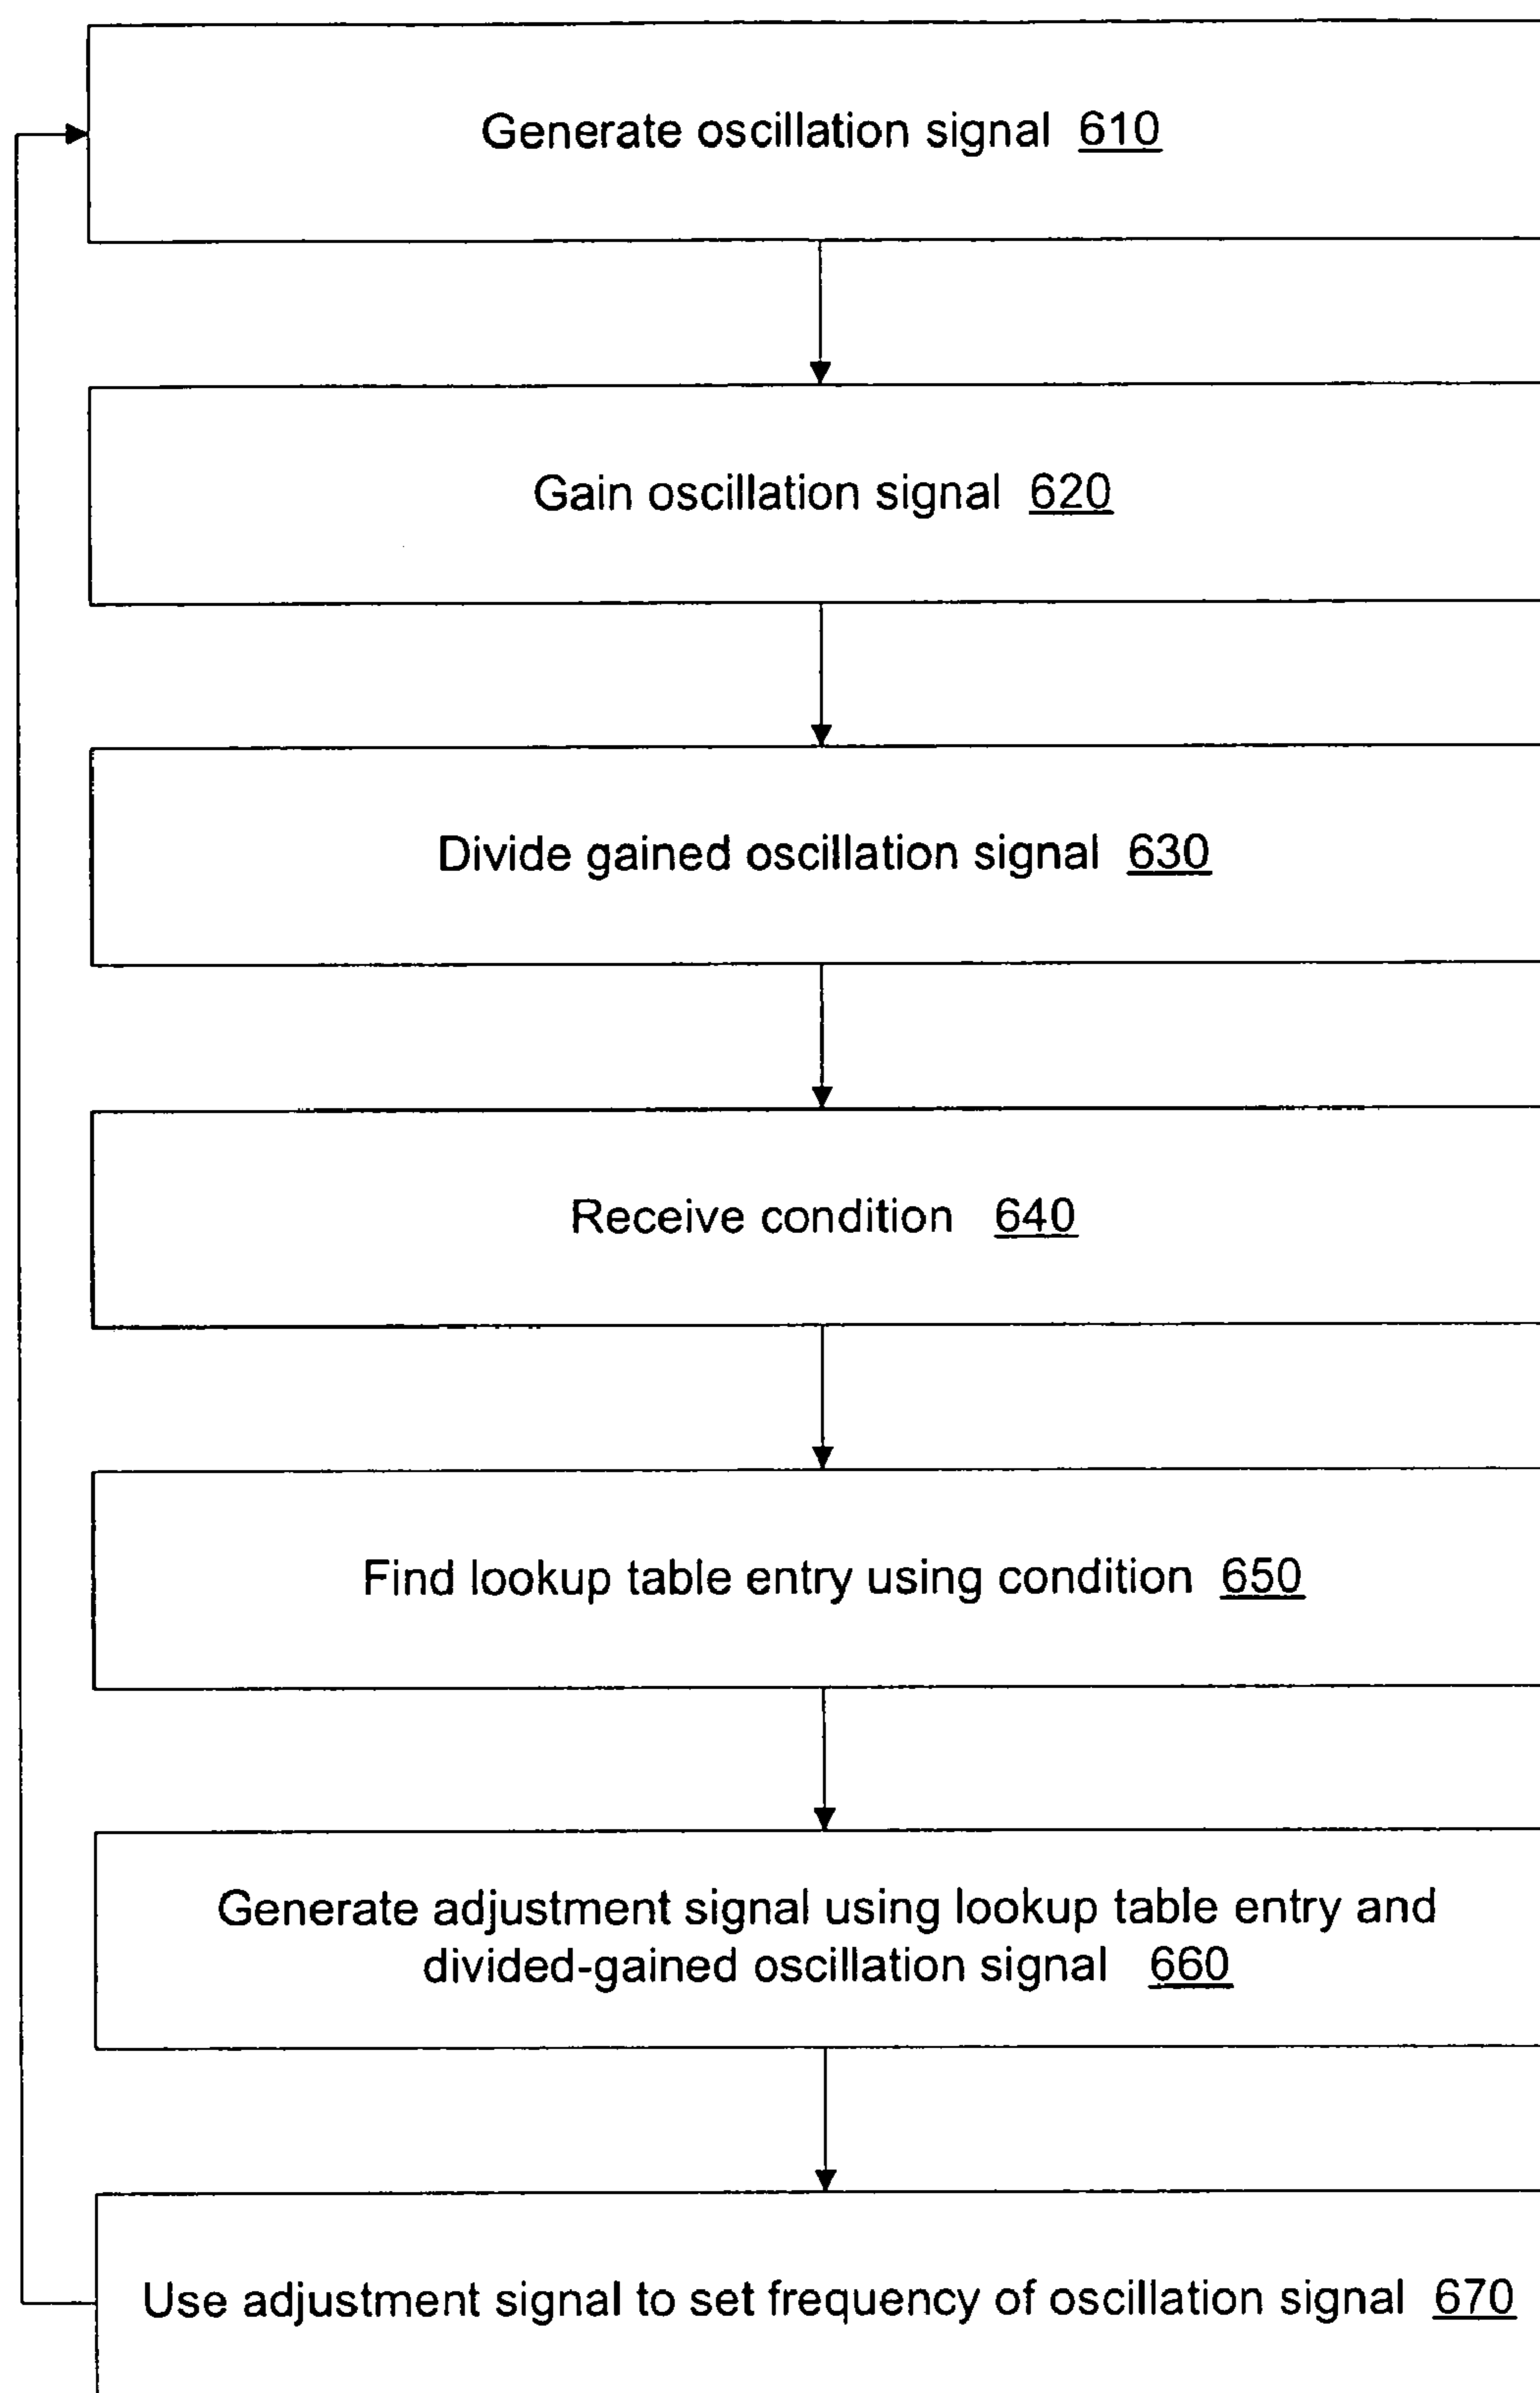 Generate oscillation signal 610
Gain oscillation signal 620
Divide gained oscillation signal 630
Receive condition 640
Find lookup table entry using condition 650
Generate adjustment signal using lookup table entry and
divided-gained oscillation signal 660
Use adjustment signal to set frequency of oscillation signal 670